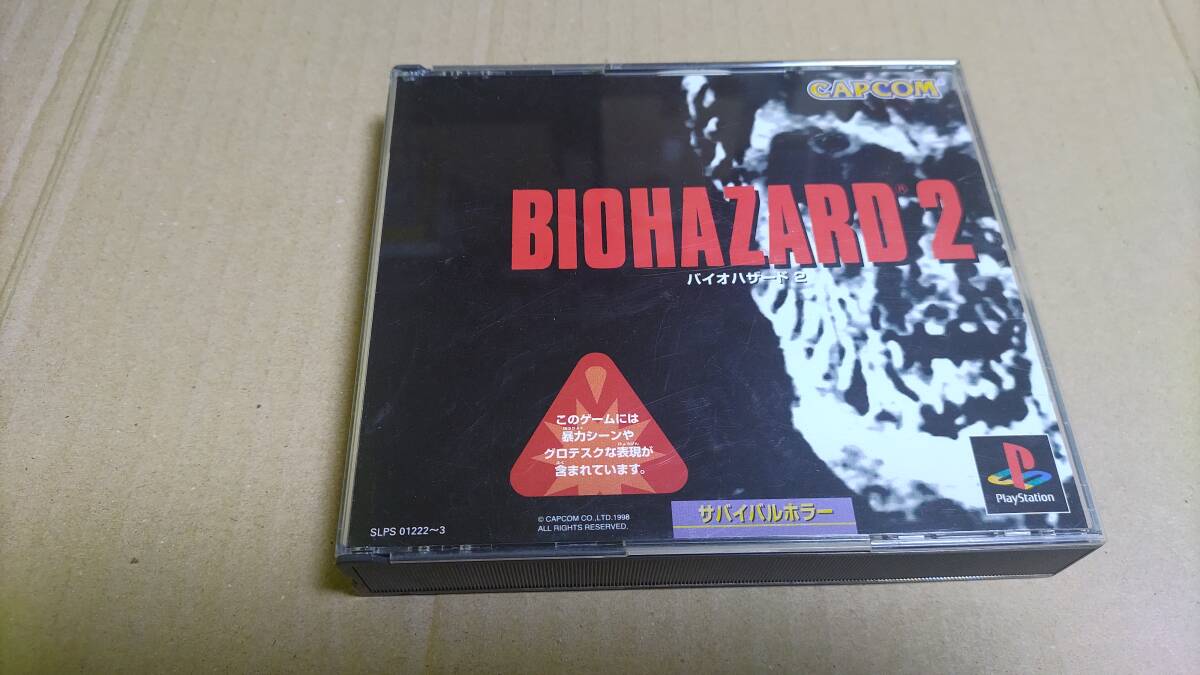 CAPCOM
BIOHAZARD® 2
バイオハザード 2
このゲームには
暴力シーンや
グロテスクな表現が
含まれています。
PlayStation
サバイバルホラー
© CAPCOM CO., LTD. 1998
ALL RIGHTS RESERVED.
SLPS 01222〜3